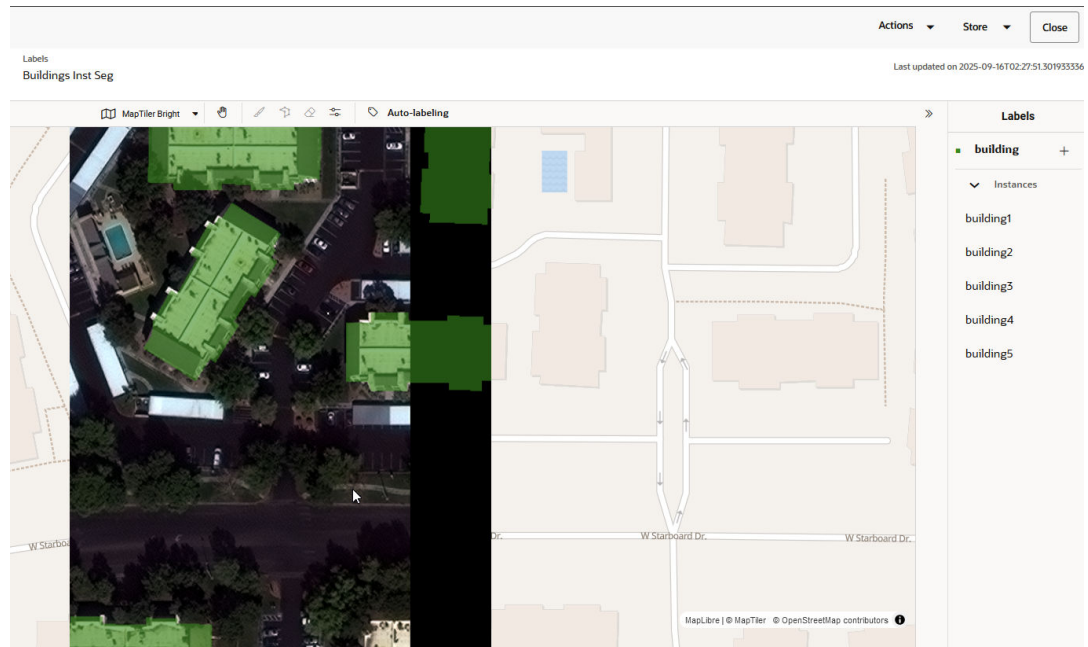 Actions
Store
Close
Labels
Buildings Inst Seg
Last updated on 2025-09-16T02:27:51.301933336
MapTiler Bright
Auto-labeling
Labels
building
Instances
building1
building2
building3
building4
building5
W Starboa
Dr.
W Starboard Dr.
W Starboard Dr.
MapLibre | © MapTiler © OpenStreetMap contributors